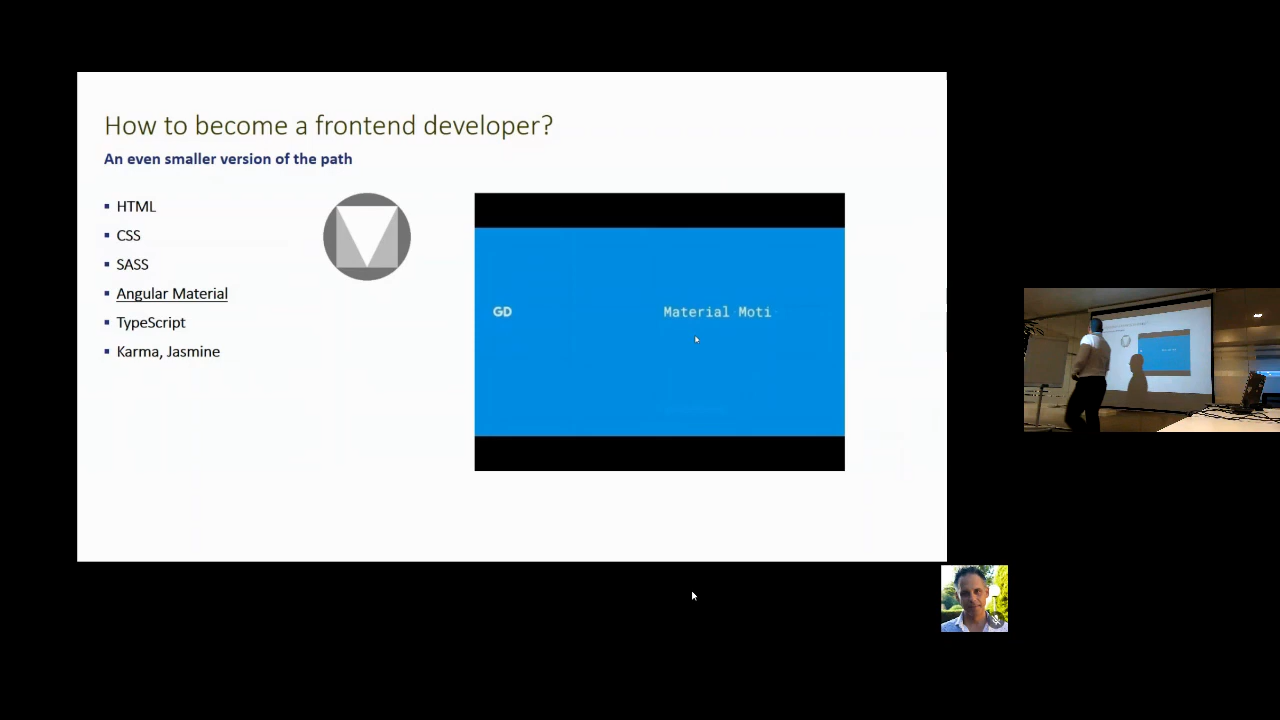 How to become a frontend developer?
An even smaller version of the path
HTML
CSS
SASS
Angular Material
TypeScript
Karma, Jasmine
GD
Material Moti